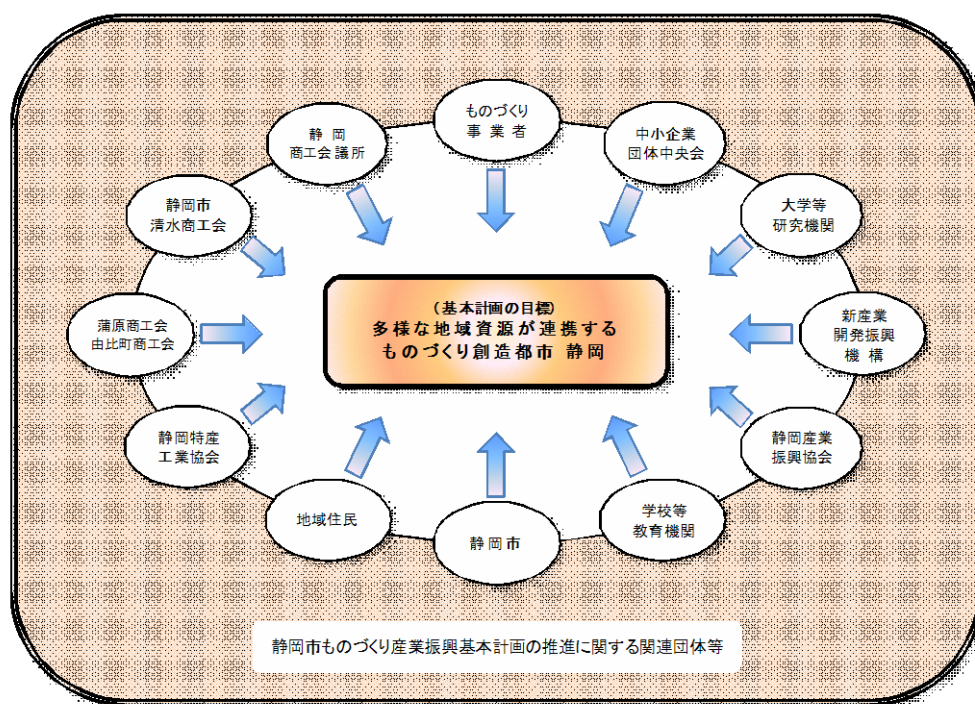 ものづくり
事 業 者
静 岡
商工会議所
中小企業
団体中央会
静岡市
清水商工会
大学等
研究機関
蒲原商工会
由比町商工会
(基本計画の目標)
多様な地域資源が連携する
ものづくり創造都市 静岡
新産業
開発振興
機 構
静岡特産
工業協会
静岡産業
振興協会
地域住民
静岡市
学校等
教育機関
静岡市ものづくり産業振興基本計画の推進に関する関連団体等